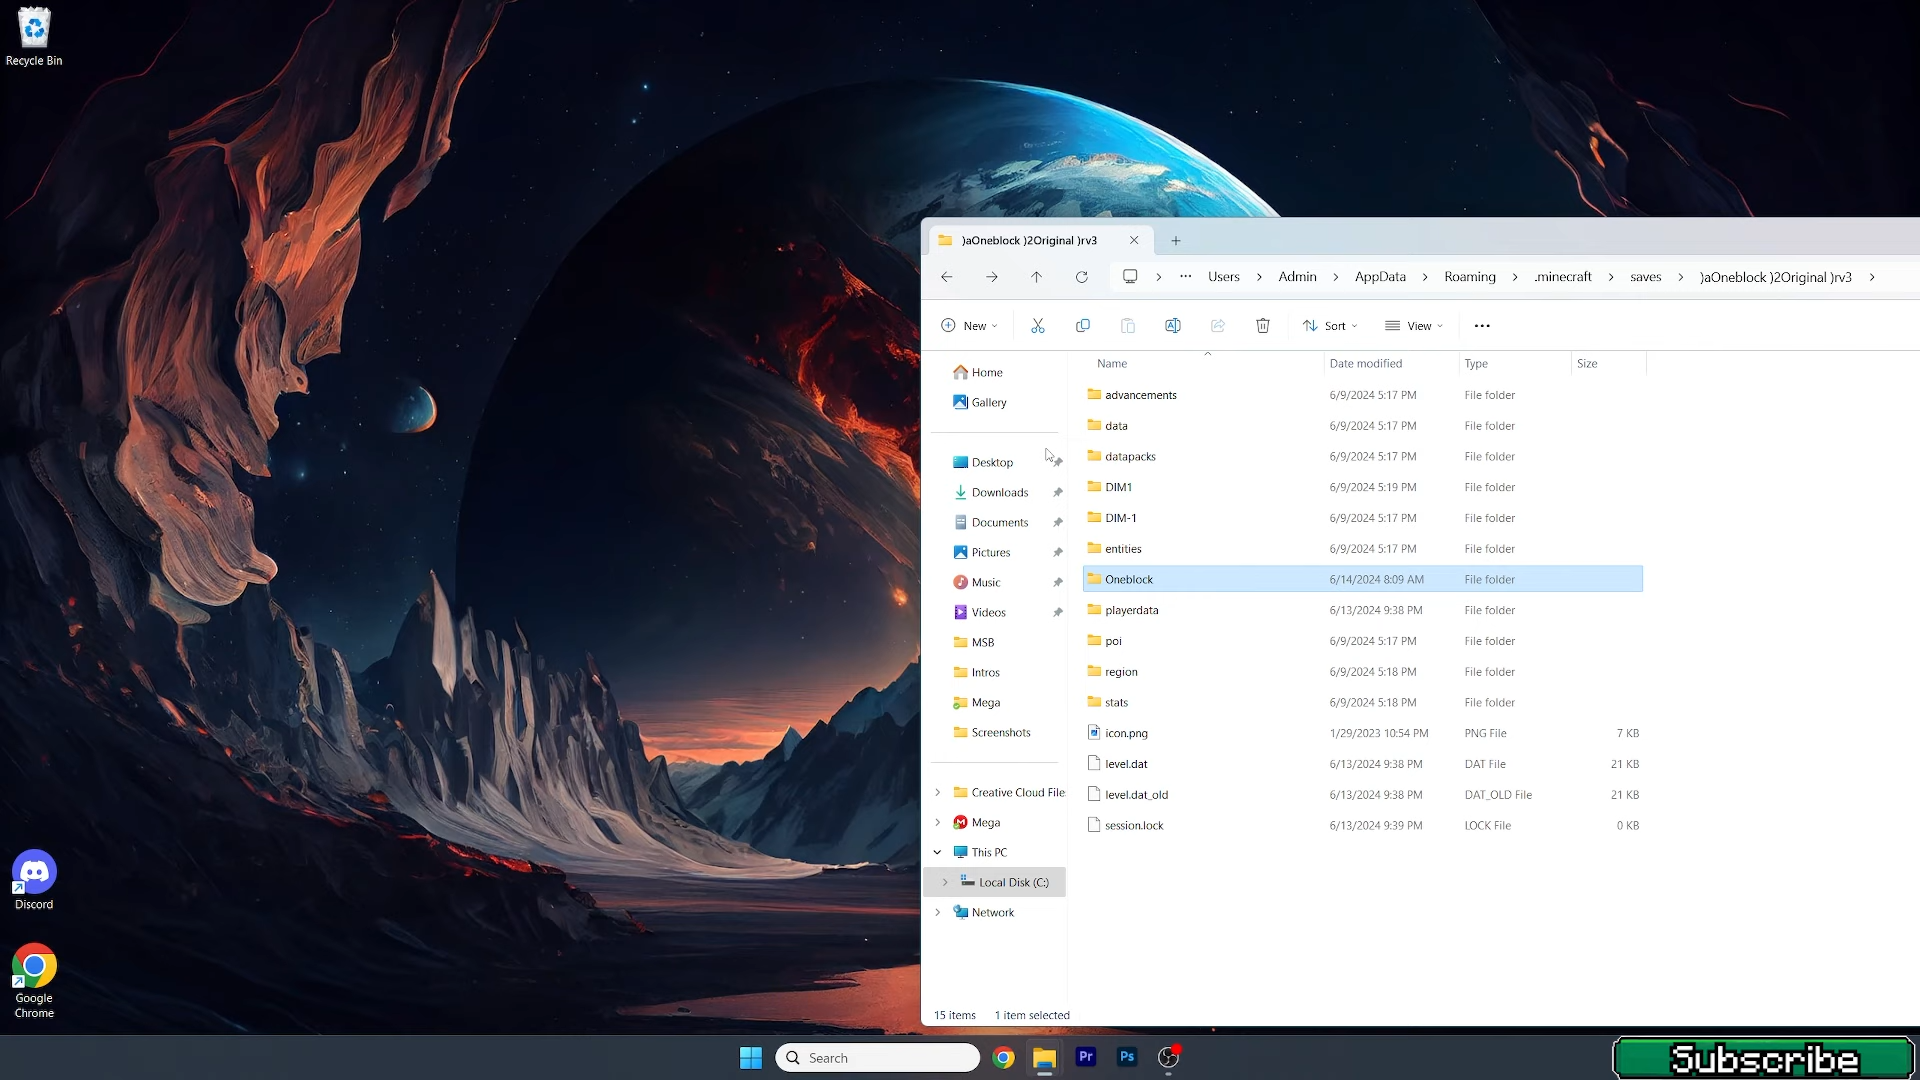 Recycle Bin
Discord
Google
Chrome
)aOneblock )2Original )rv3
Users
Admin
AppData
Roaming
.minecraft
saves
)aOneblock )2Original )rv3
New
Sort
View
Home
Gallery
Desktop
Downloads
Documents
Pictures
Music
Videos
MSB
Intros
Mega
Screenshots
Creative Cloud File
Mega
This PC
Local Disk (C:)
Network
Name Date modified Type Size
advancements 6/9/2024 5:17 PM File folder
data 6/9/2024 5:17 PM File folder
datapacks 6/9/2024 5:17 PM File folder
DIM1 6/9/2024 5:19 PM File folder
DIM-1 6/9/2024 5:17 PM File folder
entities 6/9/2024 5:17 PM File folder
Oneblock 6/14/2024 8:09 AM File folder
playerdata 6/13/2024 9:38 PM File folder
poi 6/9/2024 5:17 PM File folder
region 6/9/2024 5:18 PM File folder
stats 6/9/2024 5:18 PM File folder
icon.png 1/29/2023 10:54 PM PNG File 7 KB
level.dat 6/13/2024 9:38 PM DAT File 21 KB
level.dat_old 6/13/2024 9:38 PM DAT_OLD File 21 KB
session.lock 6/13/2024 9:39 PM LOCK File 0 KB
15 items 1 item selected
Search
Pr
Ps
Subscribe